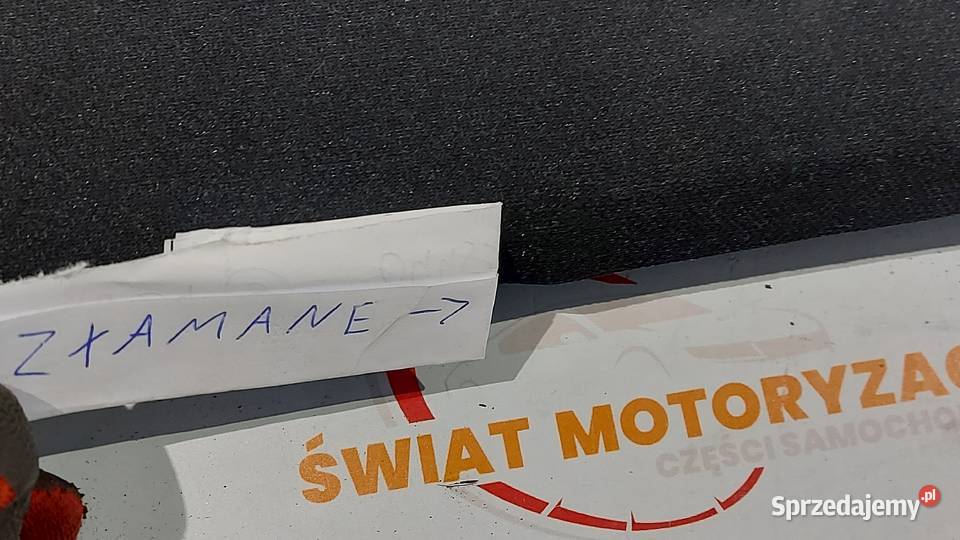 ZŁAMANE →
ŚWIAT MOTORYZAC
CZĘŚCI SAMOCHO
Sprzedajemy.pl